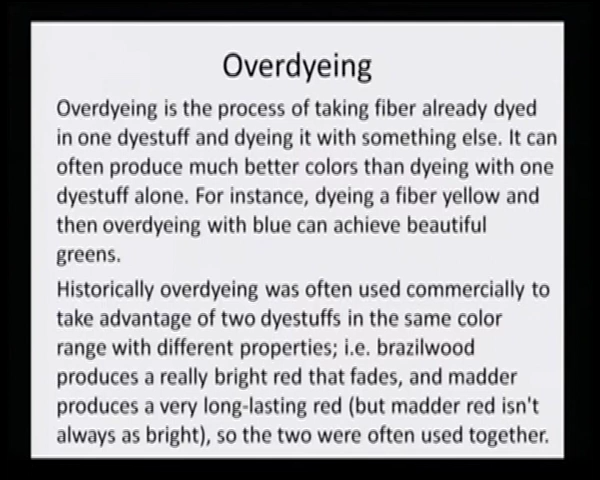 Overdyeing
Overdyeing is the process of taking fiber already dyed
in one dyestuff and dyeing it with something else. It can
often produce much better colors than dyeing with one
dyestuff alone. For instance, dyeing a fiber yellow and
then overdyeing with blue can achieve beautiful
greens.
Historically overdyeing was often used commercially to
take advantage of two dyestuffs in the same color
range with different properties; i.e. brazilwood
produces a really bright red that fades, and madder
produces a very long-lasting red (but madder red isn't
always as bright), so the two were often used together.